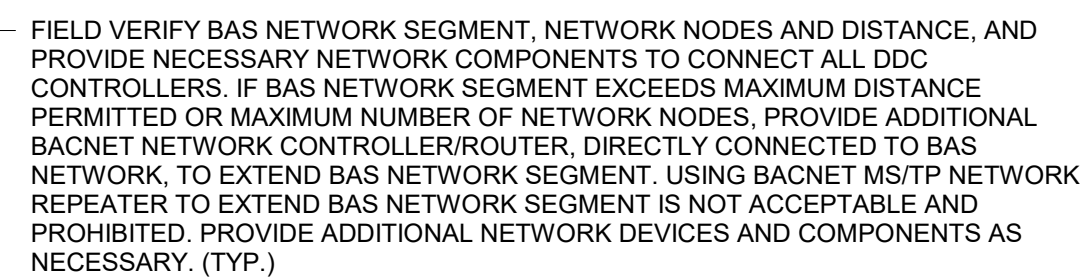 FIELD VERIFY BAS NETWORK SEGMENT, NETWORK NODES AND DISTANCE, AND
PROVIDE NECESSARY NETWORK COMPONENTS TO CONNECT ALL DDC
CONTROLLERS. IF BAS NETWORK SEGMENT EXCEEDS MAXIMUM DISTANCE
PERMITTED OR MAXIMUM NUMBER OF NETWORK NODES, PROVIDE ADDITIONAL
BACNET NETWORK CONTROLLER/ROUTER, DIRECTLY CONNECTED TO BAS
NETWORK, TO EXTEND BAS NETWORK SEGMENT. USING BACNET MS/TP NETWORK
REPEATER TO EXTEND BAS NETWORK SEGMENT IS NOT ACCEPTABLE AND
PROHIBITED. PROVIDE ADDITIONAL NETWORK DEVICES AND COMPONENTS AS
NECESSARY. (TYP.)